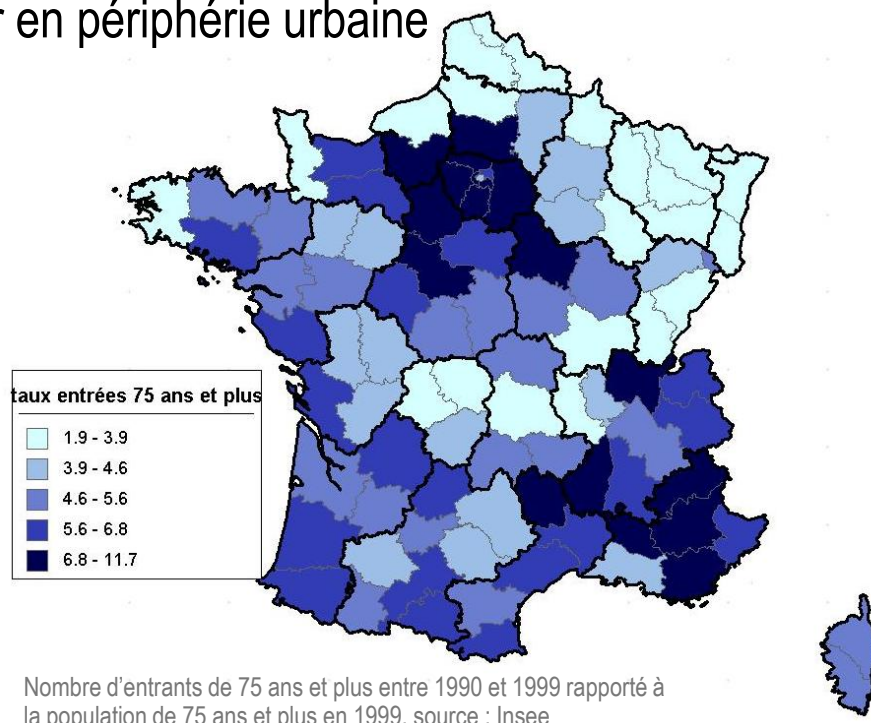 r en périphérie urbaine
taux entrées 75 ans et plus
1.9 - 3.9
3.9 - 4.6
4.6 - 5.6
5.6 - 6.8
6.8 - 11.7
Nombre d'entrants de 75 ans et plus entre 1990 et 1999 rapporté à
la population de 75 ans et plus en 1999, source : Insee